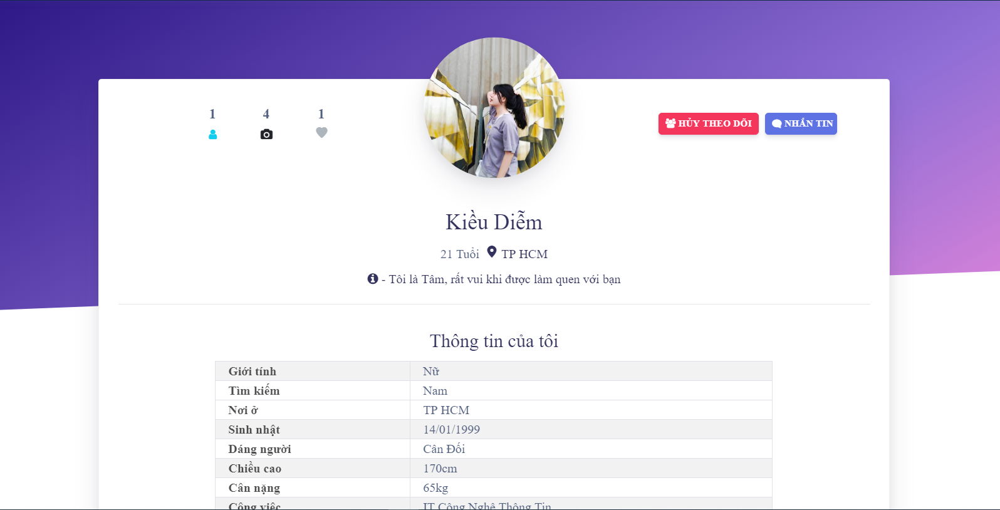 1 4 1
HỦY THEO DÕI NHẮN TIN
Kiều Diễm
21 Tuổi TP HCM
- Tôi là Tâm, rất vui khi được làm quen với bạn
Thông tin của tôi
Giới tính Nữ
Tìm kiếm Nam
Nơi ở TP HCM
Sinh nhật 14/01/1999
Dáng người Cân Đối
Chiều cao 170cm
Cân nặng 65kg
Công việc IT Công Nghệ Thông Tin